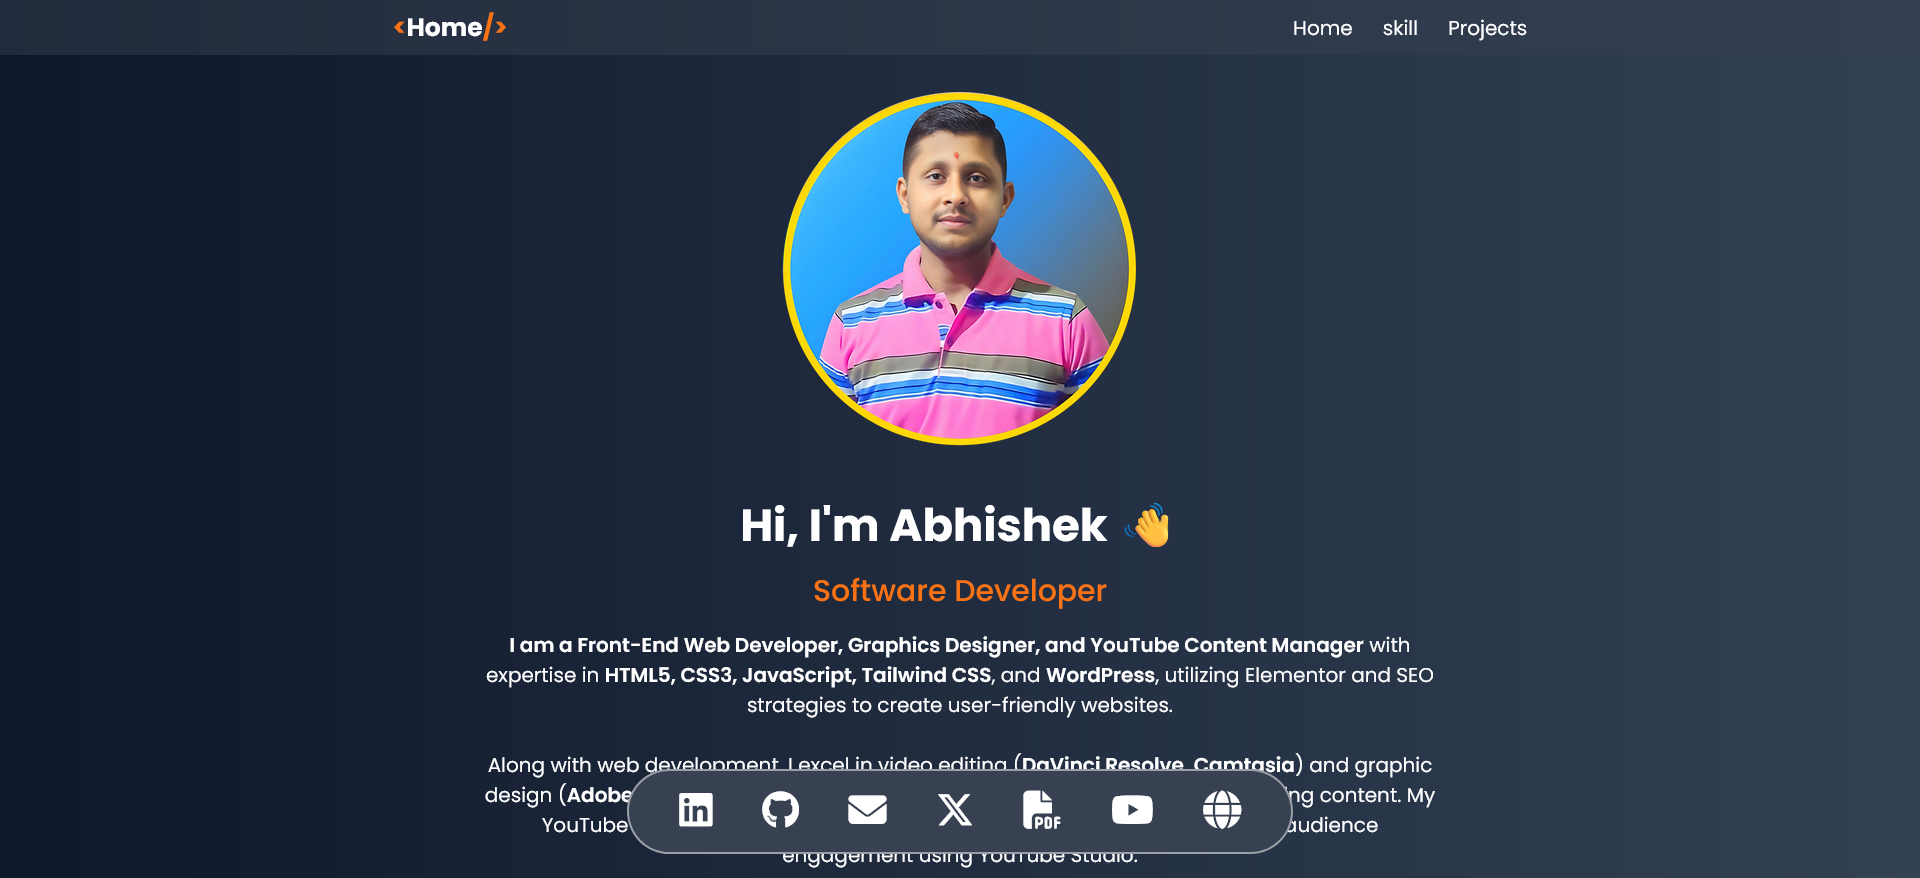 <Home/>
Home skill Projects
Hi, I'm Abhishek 👋
Software Developer
I am a Front-End Web Developer, Graphics Designer, and YouTube Content Manager with
expertise in HTML5, CSS3, JavaScript, Tailwind CSS, and WordPress, utilizing Elementor and SEO
strategies to create user-friendly websites.
Along with web development, I excel in video editing (DaVinci Resolve, Camtasia) and graphic
design (Adobe ng content. My
YouTube audience
engagement using YouTube Studio.
PDF